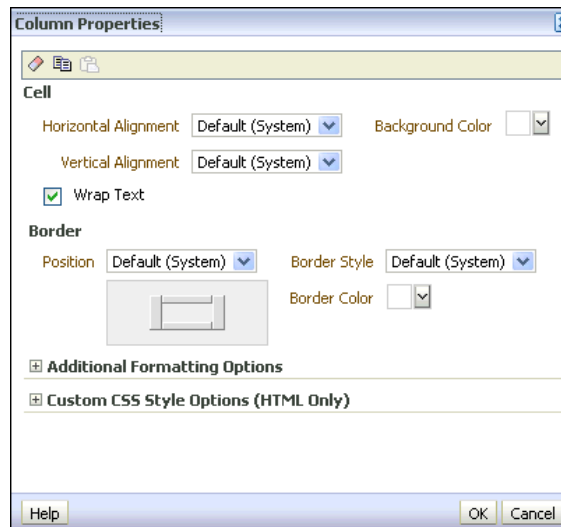 Column Properties
Cell
Horizontal Alignment Default (System) Background Color
Vertical Alignment Default (System)
Wrap Text
Border
Position Default (System) Border Style Default (System)
Border Color
Additional Formatting Options
Custom CSS Style Options (HTML Only)
Help OK Cancel